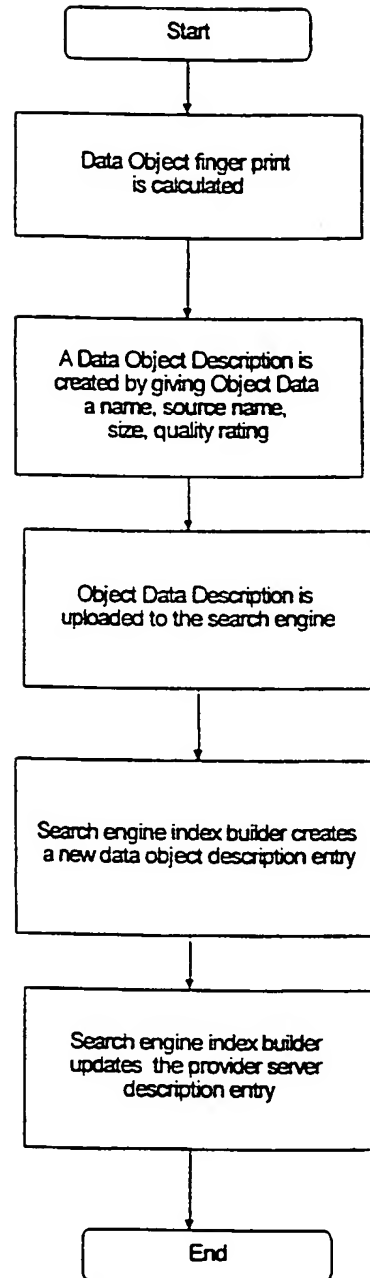 Start
Data Object finger print
is calculated
A Data Object Description is
created by giving Object Data
a name, source name,
size, quality rating
Object Data Description is
uploaded to the search engine
Search engine index builder creates
a new data object description entry
Search engine index builder
updates the provider server
description entry
End